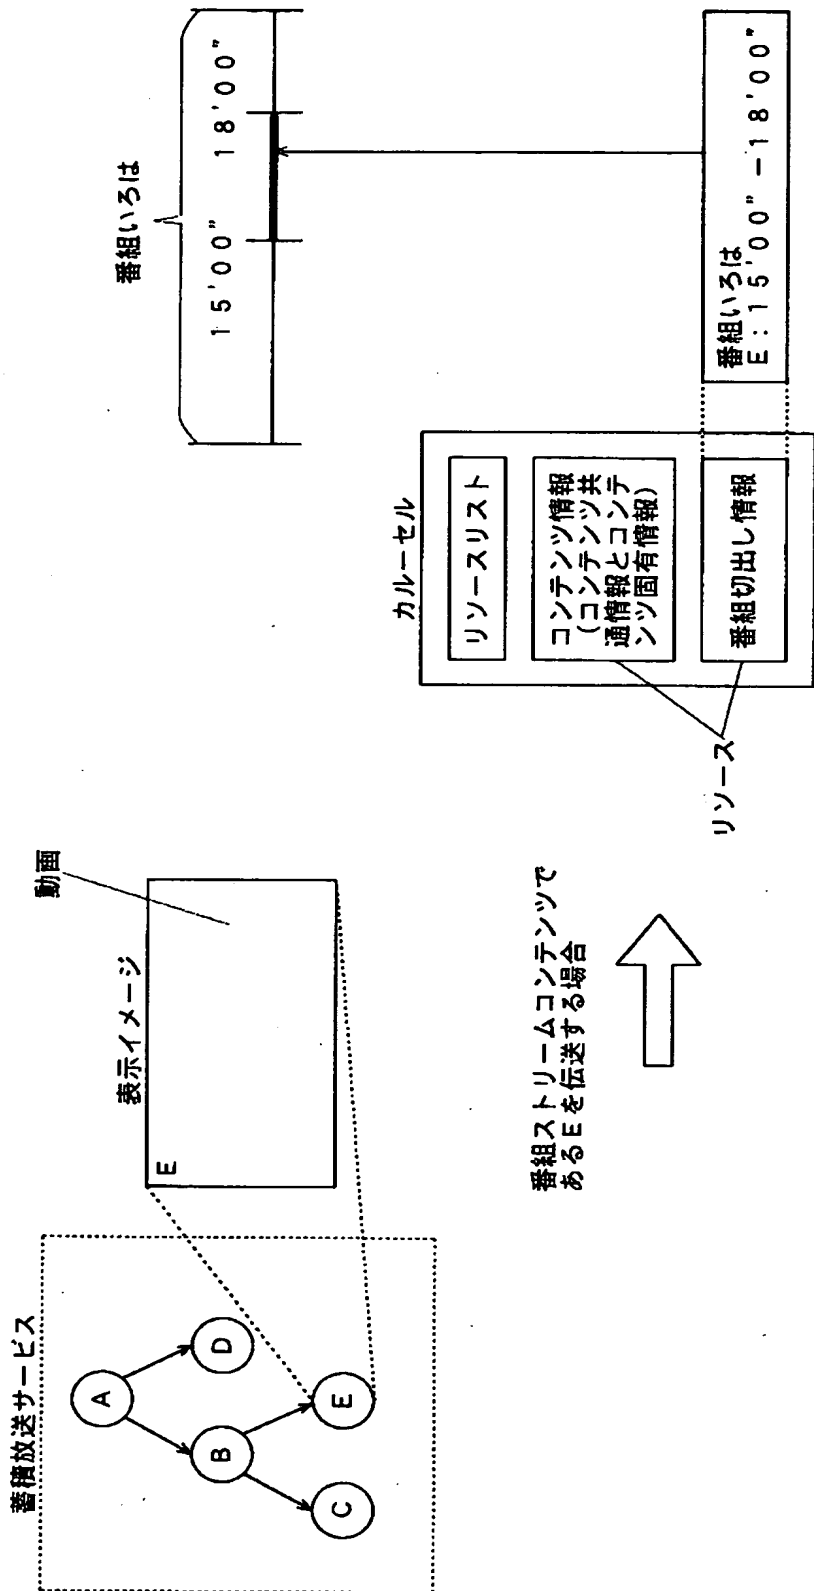 蓄積放送サービス
A
B
D
C
E
表示イメージ
E
動画
番組ストリームコンテンツで
あるEを伝送する場合
カルーセル
リソースリスト
コンテンツ情報
(コンテンツ共
通情報とコンテ
ンツ固有情報)
番組切出し情報
リソース
番組いろは
15'00" 18'00"
番組いろは
E:15'00"-18'00"